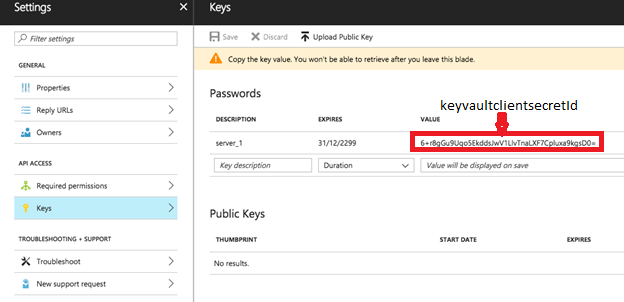 Settings
Filter settings
GENERAL
Properties
Reply URLs
Owners
API ACCESS
Required permissions
Keys
TROUBLESHOOTING + SUPPORT
Troubleshoot
New support request
Keys
Save Discard Upload Public Key
Copy the key value. You won't be able to retrieve after you leave this blade.
Passwords
keyvaultclientsecretId
DESCRIPTION EXPIRES VALUE
server_1 31/12/2299 6+r8gGu9Uqo5EkddsJwV1LlvTnaLXF7Cpluxa9kgsD0=
Key description Duration Value will be displayed on save
Public Keys
THUMBPRINT START DATE EXPIRES
No results.